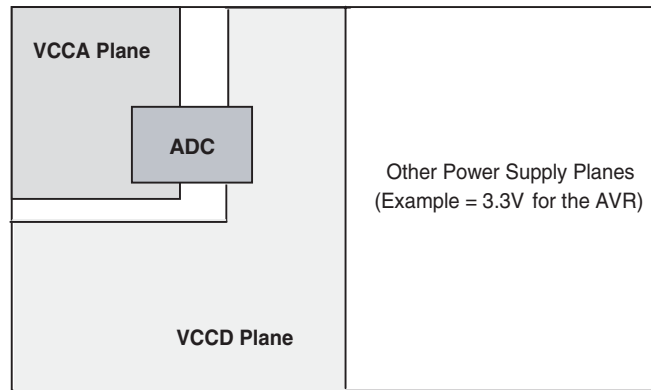 VCCA Plane
ADC
Other Power Supply Planes
(Example = 3.3V for the AVR)
VCCD Plane